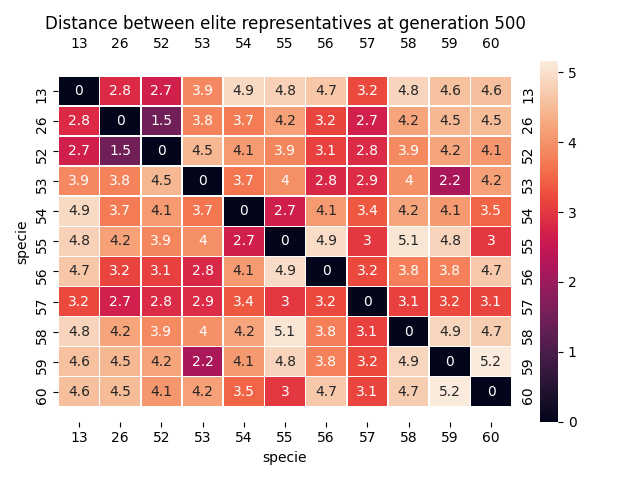 Distance between elite representatives at generation 500
13 26 52 53 54 55 56 57 58 59 60
13 0 2.8 2.7 3.9 4.9 4.8 4.7 3.2 4.8 4.6 4.6 13 5
26 2.8 0 1.5 3.8 3.7 4.2 3.2 2.7 4.2 4.5 4.5 26
52 2.7 1.5 0 4.5 4.1 3.9 3.1 2.8 3.9 4.2 4.1 52 4
53 3.9 3.8 4.5 0 3.7 4 2.8 2.9 4 2.2 4.2 53
54 4.9 3.7 4.1 3.7 0 2.7 4.1 3.4 4.2 4.1 3.5 54 3
specie 55 4.8 4.2 3.9 4 2.7 0 4.9 3 5.1 4.8 3 55
56 4.7 3.2 3.1 2.8 4.1 4.9 0 3.2 3.8 3.8 4.7 56 2
57 3.2 2.7 2.8 2.9 3.4 3 3.2 0 3.1 3.2 3.1 57
58 4.8 4.2 3.9 4 4.2 5.1 3.8 3.1 0 4.9 4.7 58 1
59 4.6 4.5 4.2 2.2 4.1 4.8 3.8 3.2 4.9 0 5.2 59
60 4.6 4.5 4.1 4.2 3.5 3 4.7 3.1 4.7 5.2 0 60 0
13 26 52 53 54 55 56 57 58 59 60
specie